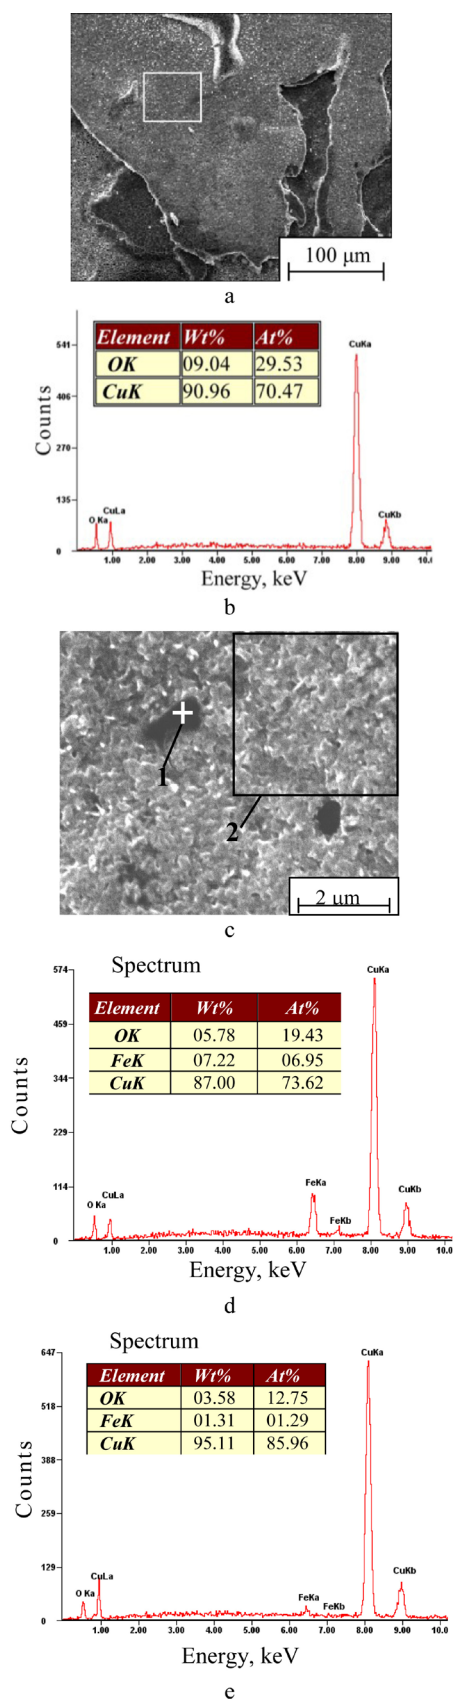 100 μm
a
Element Wt% At%
OK 09.04 29.53
CuK 90.96 70.47
541
406
270
135
0
Counts
CuKa
O Ka
CuLa
CuKb
1.00 2.00 3.00 4.00 5.00 6.00 7.00 8.00 9.00 10.0
Energy, keV
b
1
2
2 μm
c
Spectrum
Element Wt% At%
OK 05.78 19.43
FeK 07.22 06.95
CuK 87.00 73.62
574
459
344
229
114
0
Counts
CuKa
O Ka
CuLa
FeKa
FeKb
CuKb
1.00 2.00 3.00 4.00 5.00 6.00 7.00 8.00 9.00 10.0
Energy, keV
d
Spectrum
Element Wt% At%
OK 03.58 12.75
FeK 01.31 01.29
CuK 95.11 85.96
647
518
388
259
129
0
Counts
CuKa
O Ka
CuLa
FeKa
FeKb
CuKb
1.00 2.00 3.00 4.00 5.00 6.00 7.00 8.00 9.00 10.0
Energy, keV
e